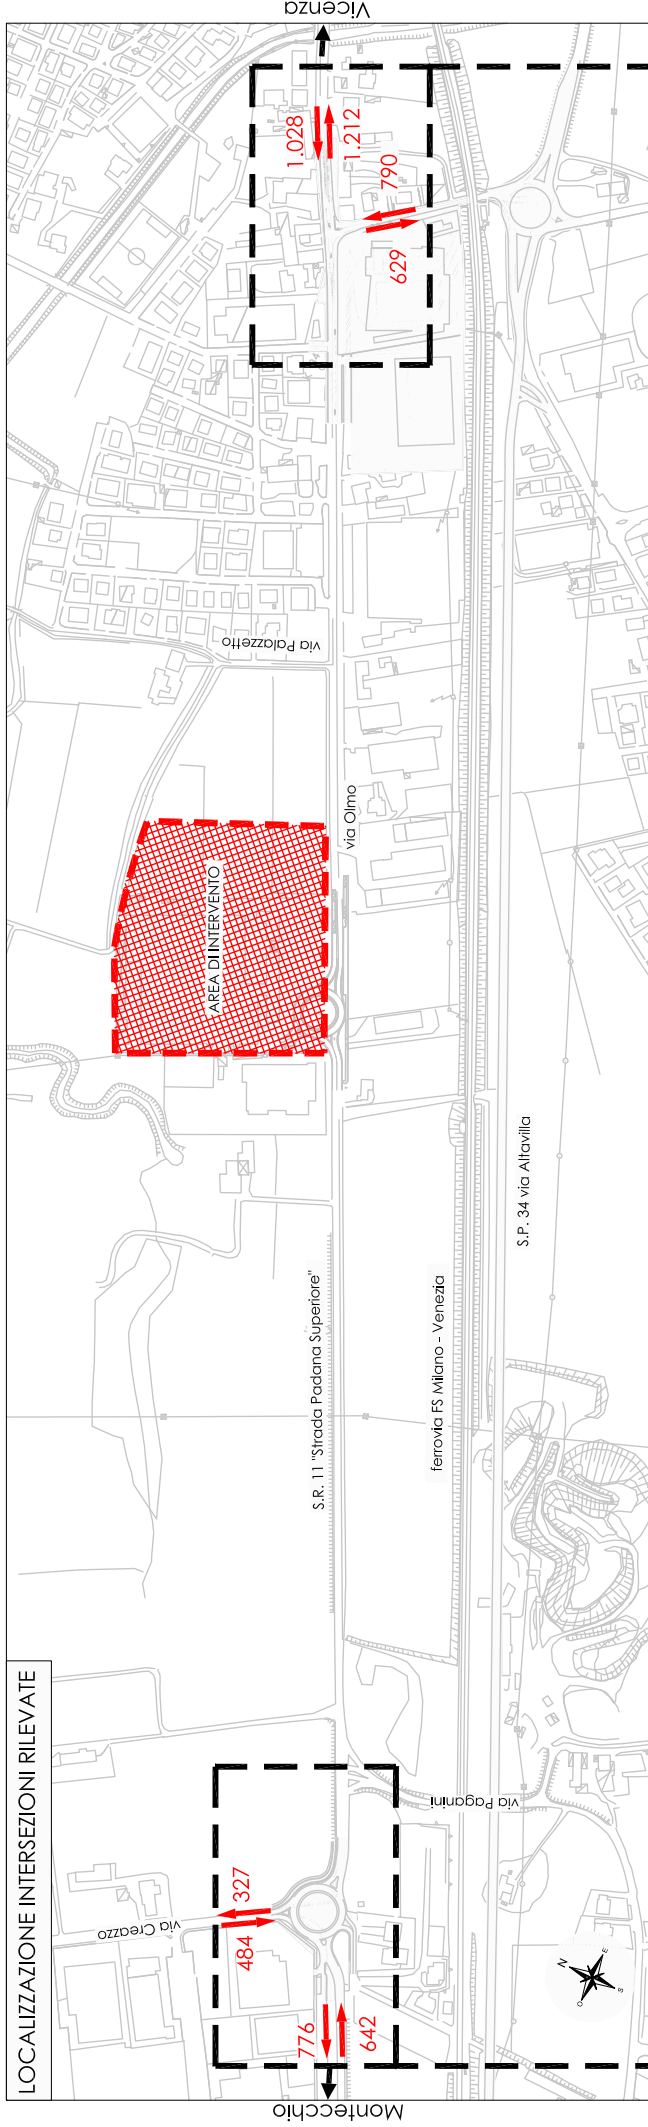 LOCALIZZAZIONE INTERSEZIONI RILEVATE
Montecchio
776
642
484
327
via Creazzo
via Paganini
S.R. 11 "Strada Padana Superiore"
ferrovia FS Milano - Venezia
S.P. 34 via Altavilla
AREA DI INTERVENTO
via Olmo
via Palazzetto
629
790
1.028
1.212
Vicenza
N
E
S
O